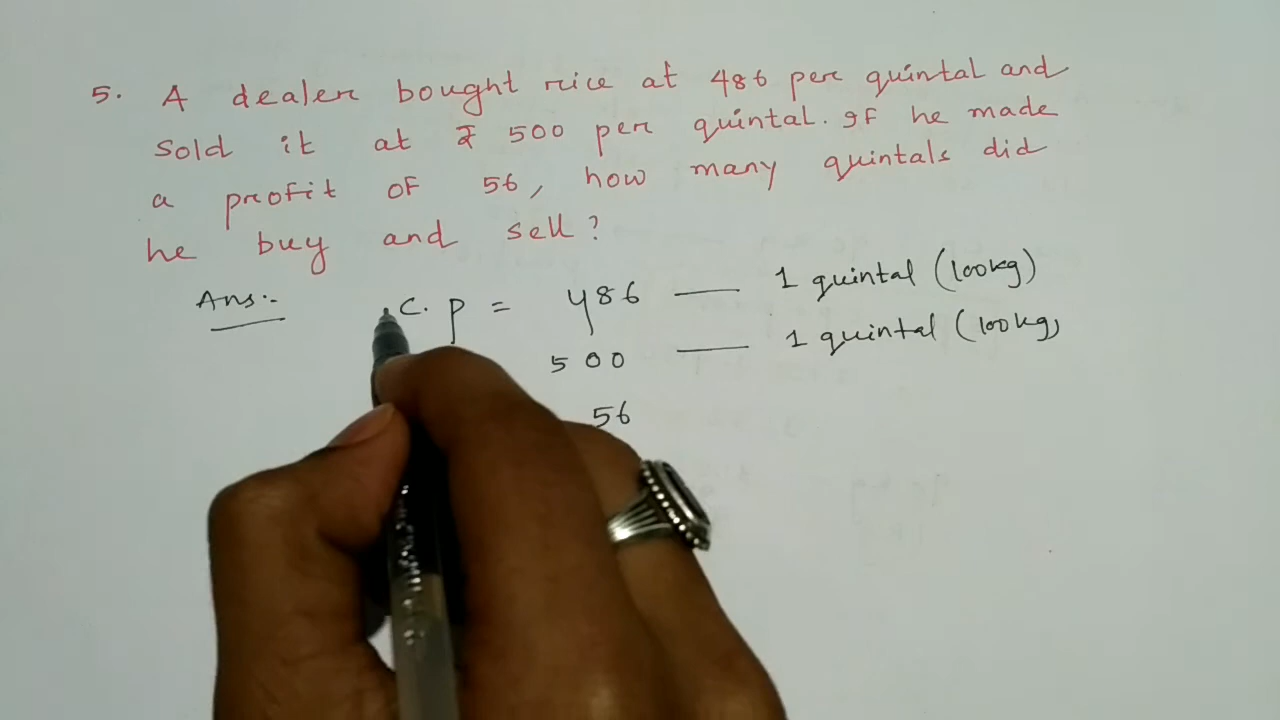 5. A dealer bought rice at 486 per quintal and
sold it at ₹ 500 per quintal. If he made
a profit of 56, how many quintals did
he buy and sell?
Ans:- C. P = 486 — 1 quintal (100kg)
500 — 1 quintal (100kg)
56